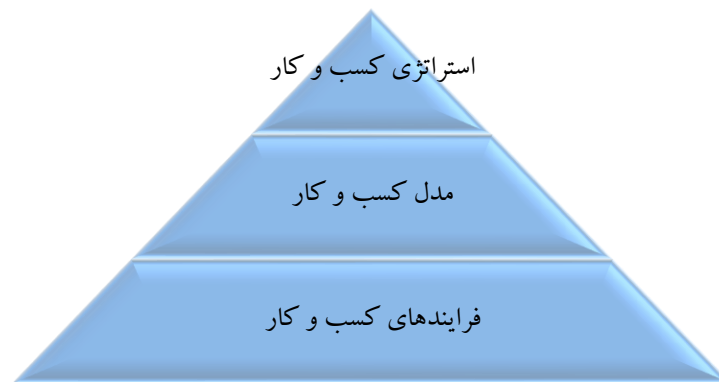 استراتژی کسب و کار
مدل کسب و کار
فرایندهای کسب و کار